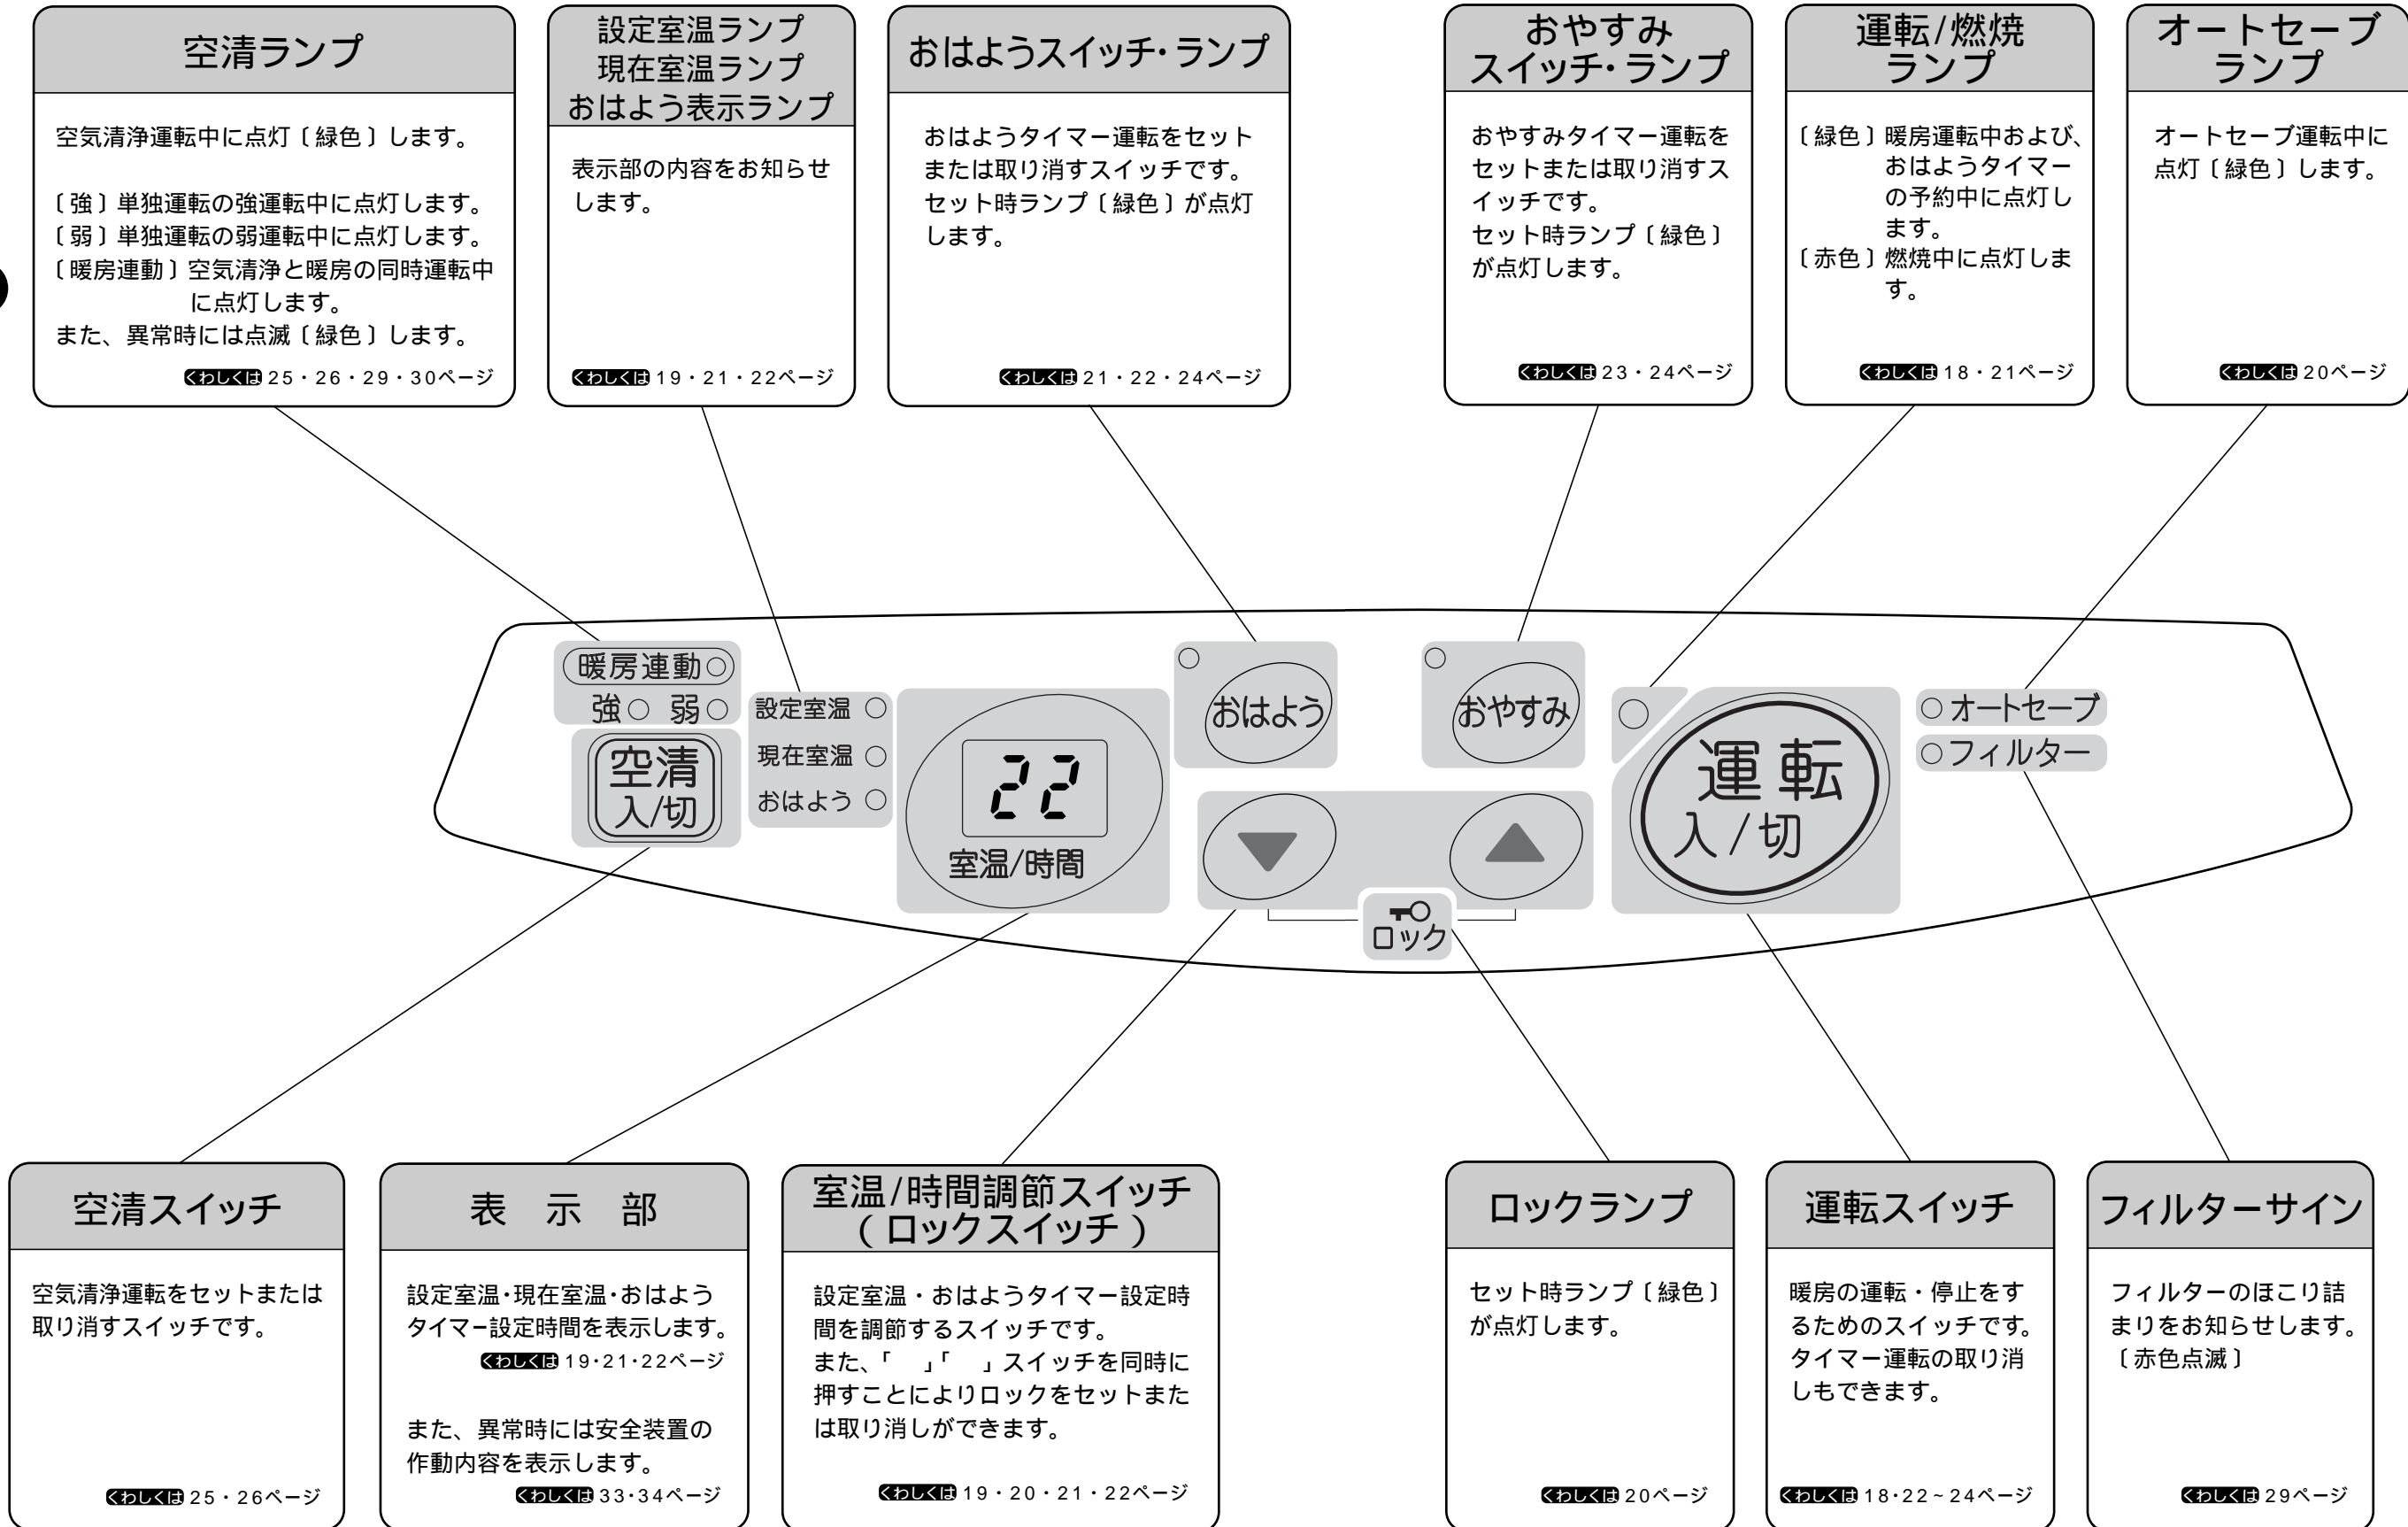 空清ランプ
空気清浄運転中に点灯〔緑色〕します。
〔強〕単独運転の強運転中に点灯します。
〔弱〕単独運転の弱運転中に点灯します。
〔暖房連動〕空気清浄と暖房の同時運転中
に点灯します。
また、異常時には点滅〔緑色〕します。
くわしくは 25・26・29・30ページ
設定室温ランプ
現在室温ランプ
おはよう表示ランプ
表示部の内容をお知らせ
します。
くわしくは 19・21・22ページ
おはようスイッチ・ランプ
おはようタイマー運転をセット
または取り消すスイッチです。
セット時ランプ〔緑色〕が点灯
します。
くわしくは 21・22・24ページ
おやすみ
スイッチ・ランプ
おやすみタイマー運転を
セットまたは取り消すス
イッチです。
セット時ランプ〔緑色〕
が点灯します。
くわしくは 23・24ページ
運転/燃焼
ランプ
〔緑色〕暖房運転中および、
おはようタイマー
の予約中に点灯し
ます。
〔赤色〕燃焼中に点灯しま
す。
くわしくは 18・21ページ
オートセーブ
ランプ
オートセーブ運転中に
点灯〔緑色〕します。
くわしくは 20ページ
暖房連動
強 弱
空清
入/切
設定室温
現在室温
おはよう
22
室温/時間
おはよう
おやすみ
▼
▲
ロック
運転
入/切
オートセーブ
フィルター
空清スイッチ
空気清浄運転をセットまたは
取り消すスイッチです。
くわしくは 25・26ページ
表 示 部
設定室温・現在室温・おはよう
タイマー設定時間を表示します。
くわしくは 19・21・22ページ
また、異常時には安全装置の
作動内容を表示します。
くわしくは 33・34ページ
室温/時間調節スイッチ
(ロックスイッチ)
設定室温・おはようタイマー設定時
間を調節するスイッチです。
また、「　」「　」スイッチを同時に
押すことによりロックをセットまた
は取り消しができます。
くわしくは 19・20・21・22ページ
ロックランプ
セット時ランプ〔緑色〕
が点灯します。
くわしくは 20ページ
運転スイッチ
暖房の運転・停止をす
るためのスイッチです。
タイマー運転の取り消
しもできます。
くわしくは 18・22~24ページ
フィルターサイン
フィルターのほこり詰
まりをお知らせします。
〔赤色点滅〕
くわしくは 29ページ